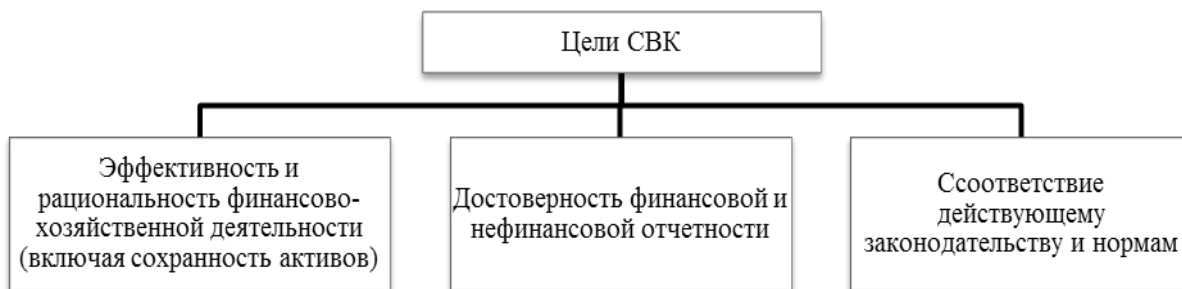 Цели СВК
Эффективность и
рациональность финансово-
хозяйственной деятельности
(включая сохранность активов)
Достоверность финансовой и
нефинансовой отчетности
Ссоответствие
действующему
законодательству и нормам